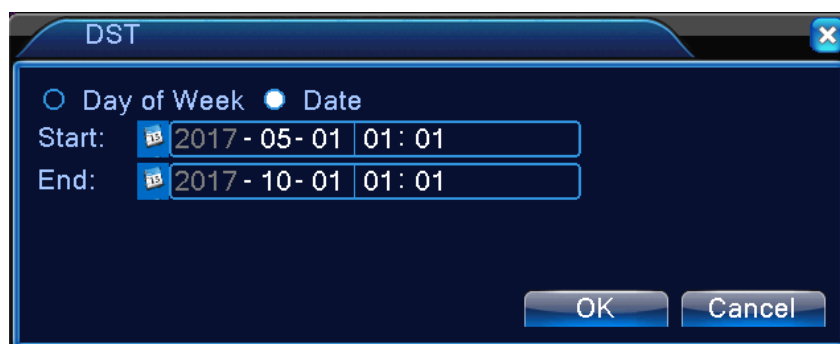 DST
Day of Week Date
Start: 2017-05-01 01:01
End: 2017-10-01 01:01
OK Cancel